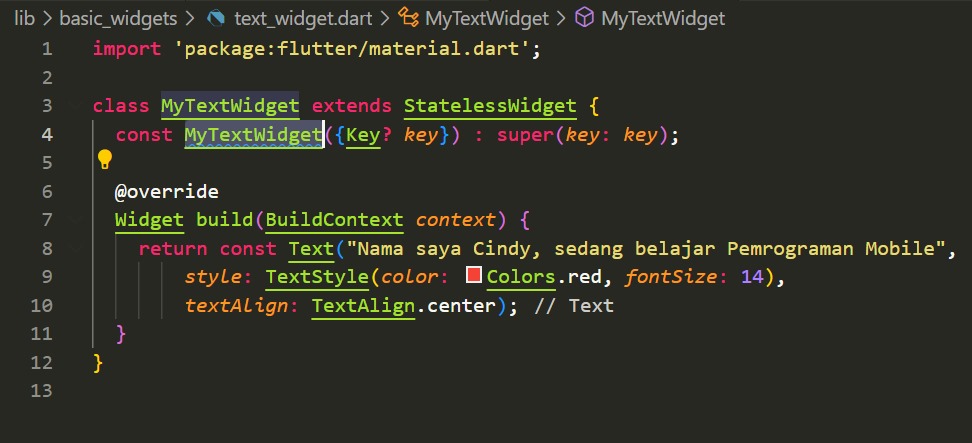 lib > basic_widgets > text_widget.dart > MyTextWidget > MyTextWidget
1 import 'package:flutter/material.dart';
2
3 class MyTextWidget extends StatelessWidget {
4   const MyTextWidget({Key? key}) : super(key: key);
5
6   @override
7   Widget build(BuildContext context) {
8     return const Text("Nama saya Cindy, sedang belajar Pemrograman Mobile",
9         style: TextStyle(color: Colors.red, fontSize: 14),
10         textAlign: TextAlign.center); // Text
11   }
12 }
13